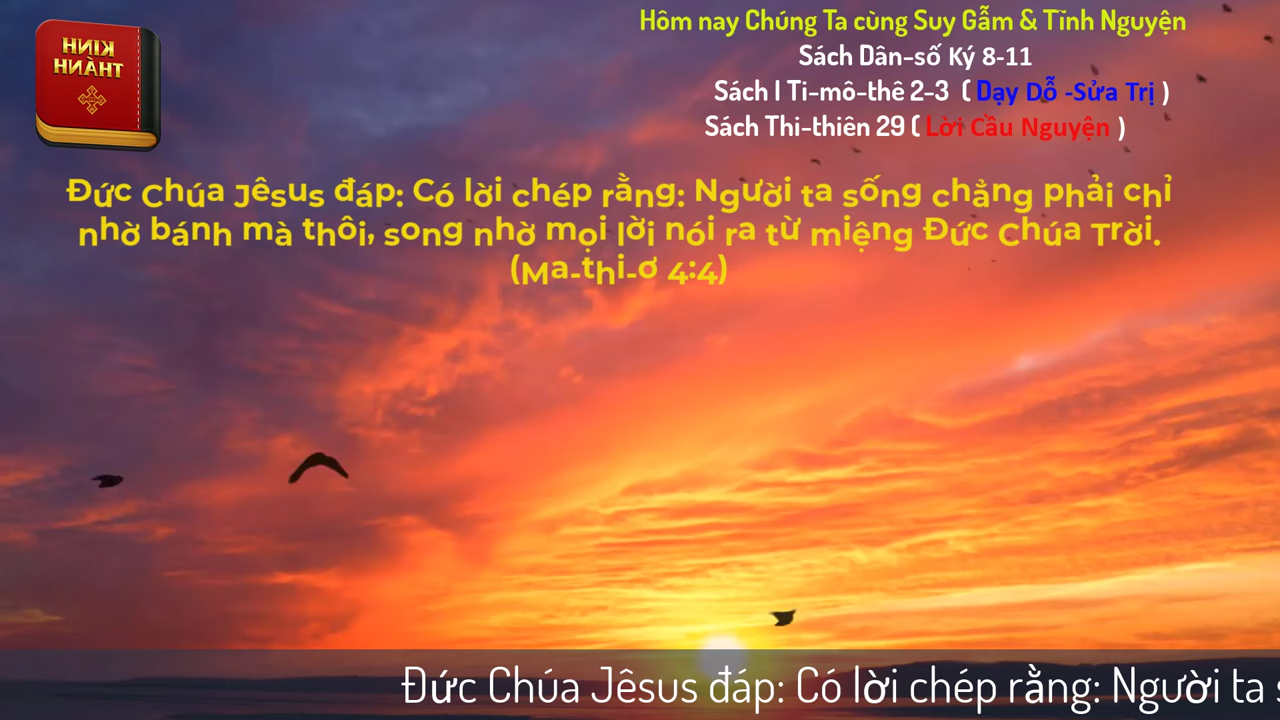 KINH
THÀNH
Hôm nay Chúng Ta cùng Suy Gẫm & Tĩnh Nguyện
Sách Dân-số Ký 8-11
Sách I Ti-mô-thê 2-3 ( Dạy Dỗ -Sửa Trị )
Sách Thi-thiên 29 ( Lời Cầu Nguyện )
Đức Chúa Jêsus đáp: Có lời chép rằng: Người ta sống chẳng phải chỉ
nhờ bánh mà thôi, song nhờ mọi lời nói ra từ miệng Đức Chúa Trời.
(Ma-thi-ơ 4:4)
Đức Chúa Jêsus đáp: Có lời chép rằng: Người ta